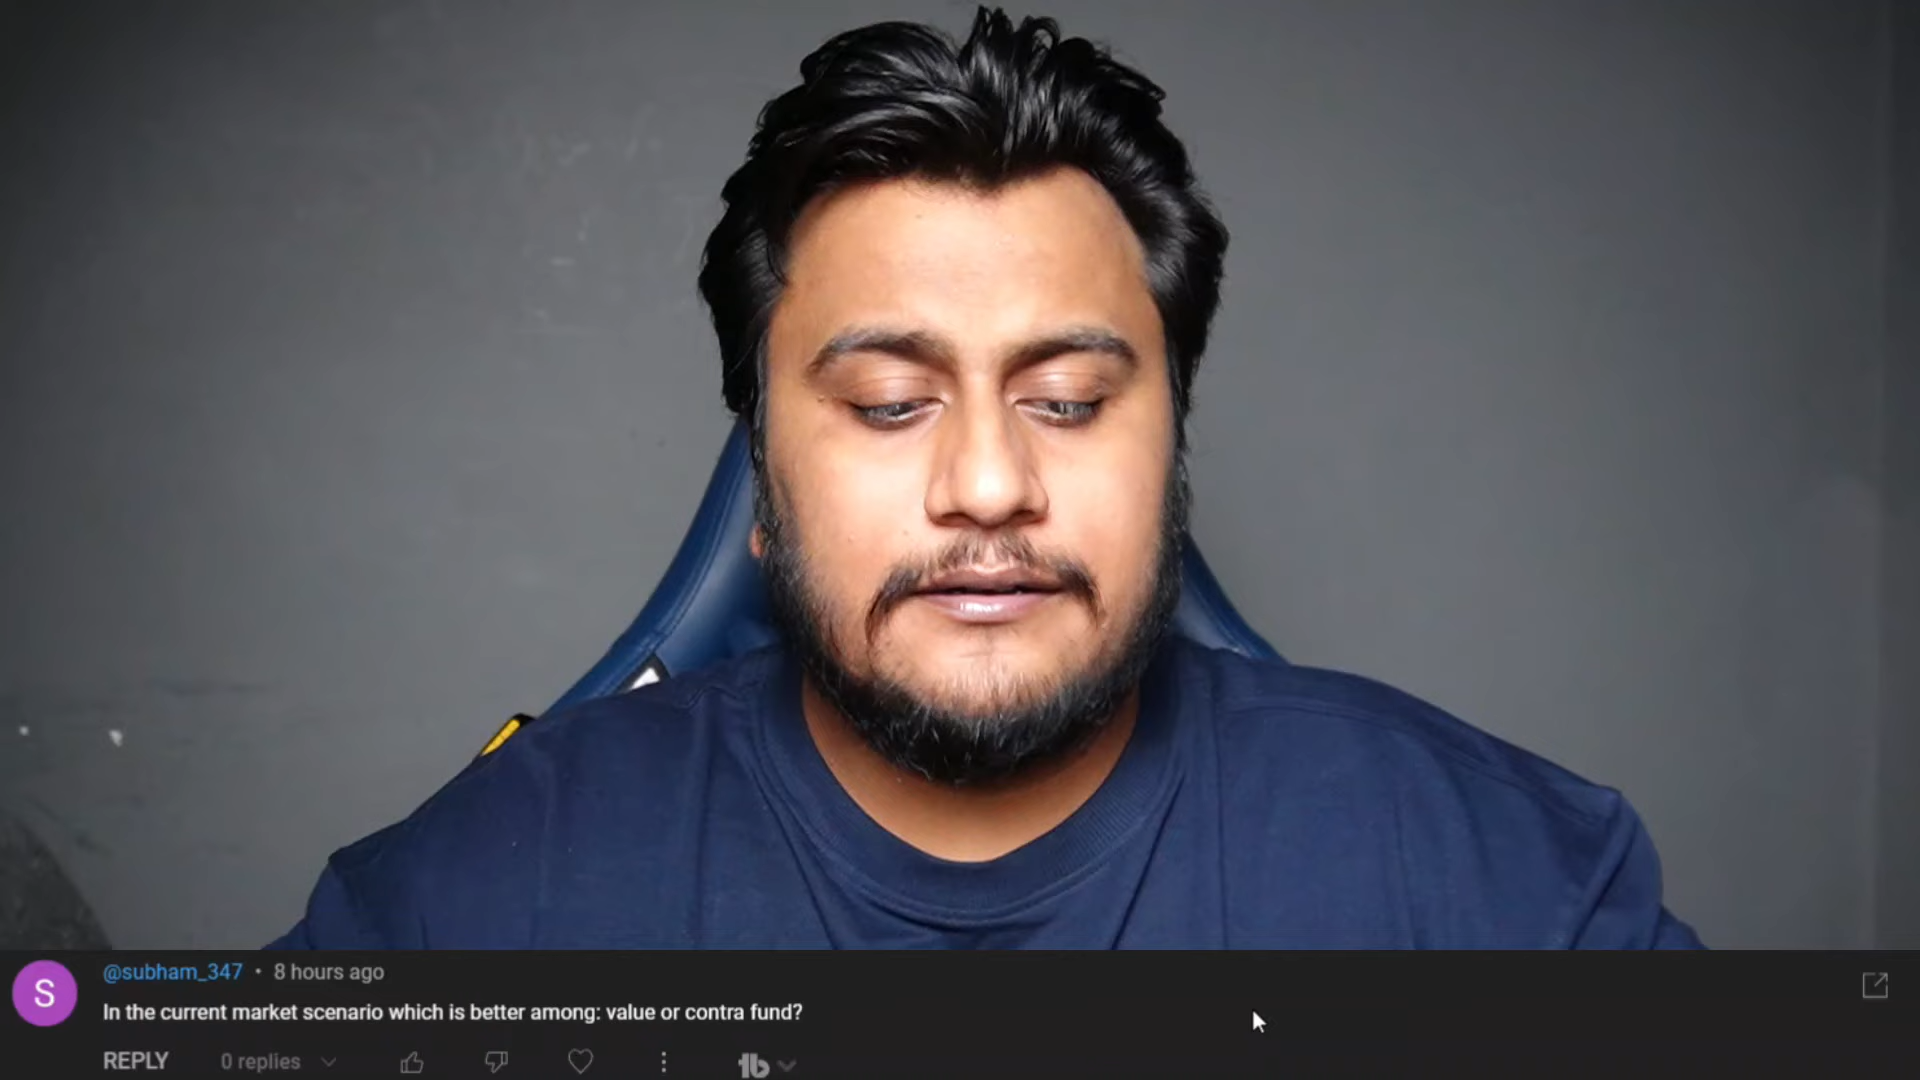 S
@subham_347 • 8 hours ago
In the current market scenario which is better among: value or contra fund?
REPLY 0 replies